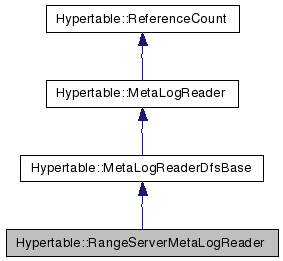 Hypertable::ReferenceCount
Hypertable::MetaLogReader
Hypertable::MetaLogReaderDfsBase
Hypertable::RangeServerMetaLogReader